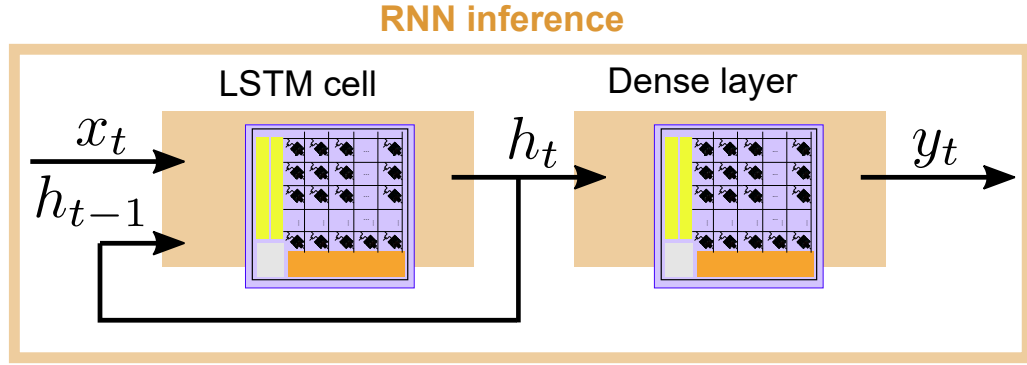 RNN inference
LSTM cell
Dense layer
x_t
h_{t-1}
h_t
y_t